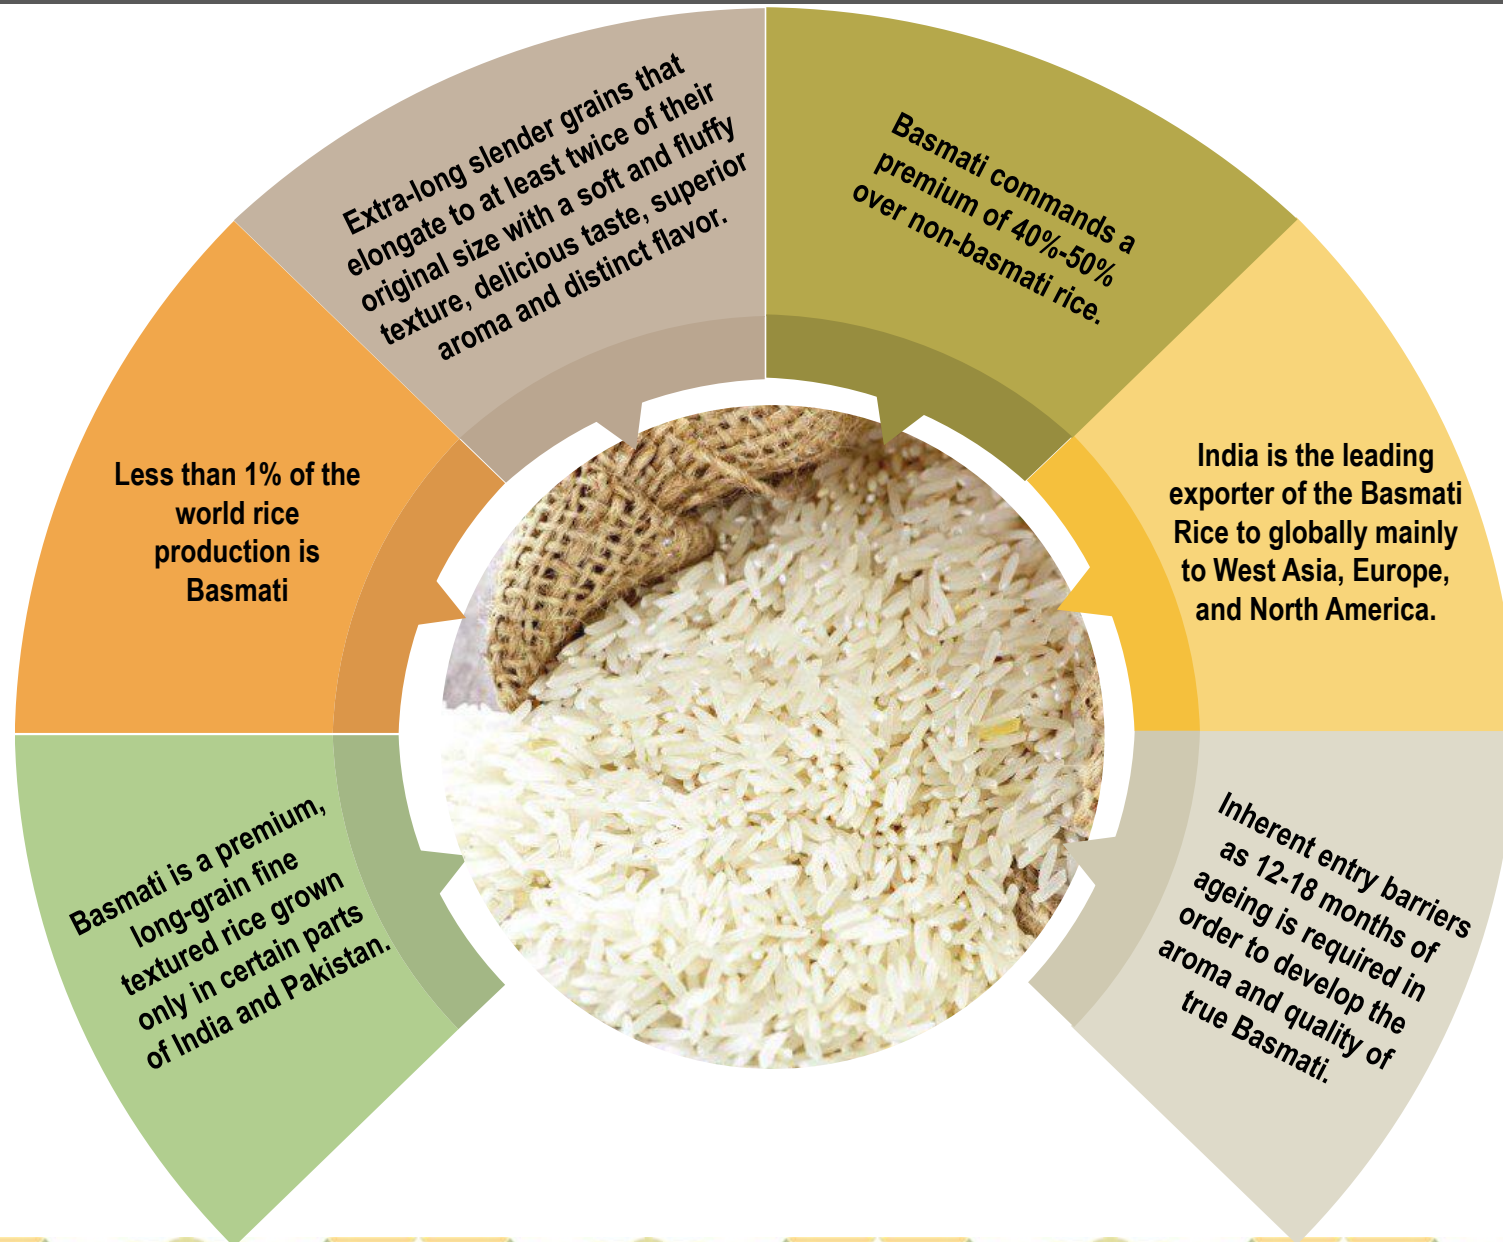 Basmati is a premium,
long-grain fine
textured rice grown
only in certain parts
of India and Pakistan.
Less than 1% of the
world rice
production is
Basmati
Extra-long slender grains that
elongate to at least twice of their
original size with a soft and fluffy
texture, delicious taste, superior
aroma and distinct flavor.
Basmati commands a
premium of 40%-50%
over non-basmati rice.
India is the leading
exporter of the Basmati
Rice to globally mainly
to West Asia, Europe,
and North America.
Inherent entry barriers
as 12-18 months of
ageing is required in
order to develop the
aroma and quality of
true Basmati.